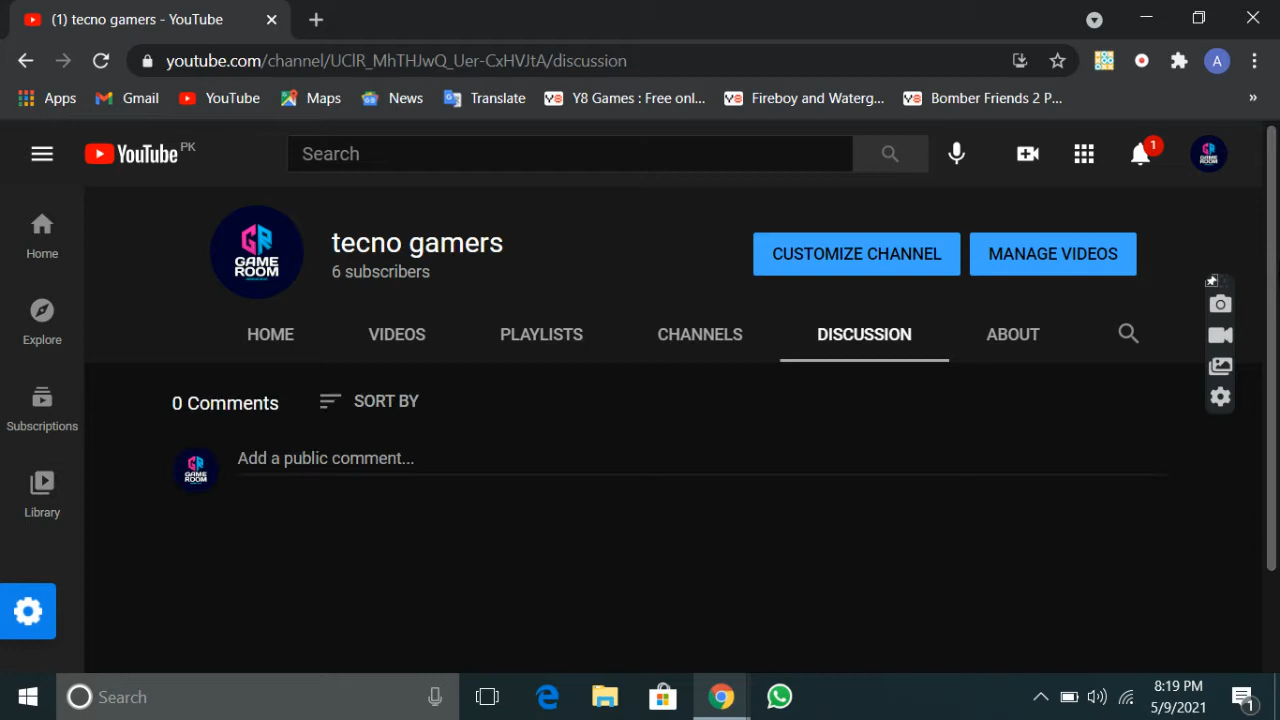 (1) tecno gamers - YouTube
youtube.com/channel/UClR_MhTHJwQ_Uer-CxHVJtA/discussion
A
Apps Gmail YouTube Maps News Translate Y8 Games : Free onl... Fireboy and Waterg... Bomber Friends 2 P... »
YouTube PK Search 1
tecno gamers
6 subscribers
GR GAME ROOM
CUSTOMIZE CHANNEL MANAGE VIDEOS
HOME VIDEOS PLAYLISTS CHANNELS DISCUSSION ABOUT
Home
Explore
Subscriptions
Library
0 Comments SORT BY
GR GAME ROOM
Add a public comment...
Search
8:19 PM
5/9/2021
1